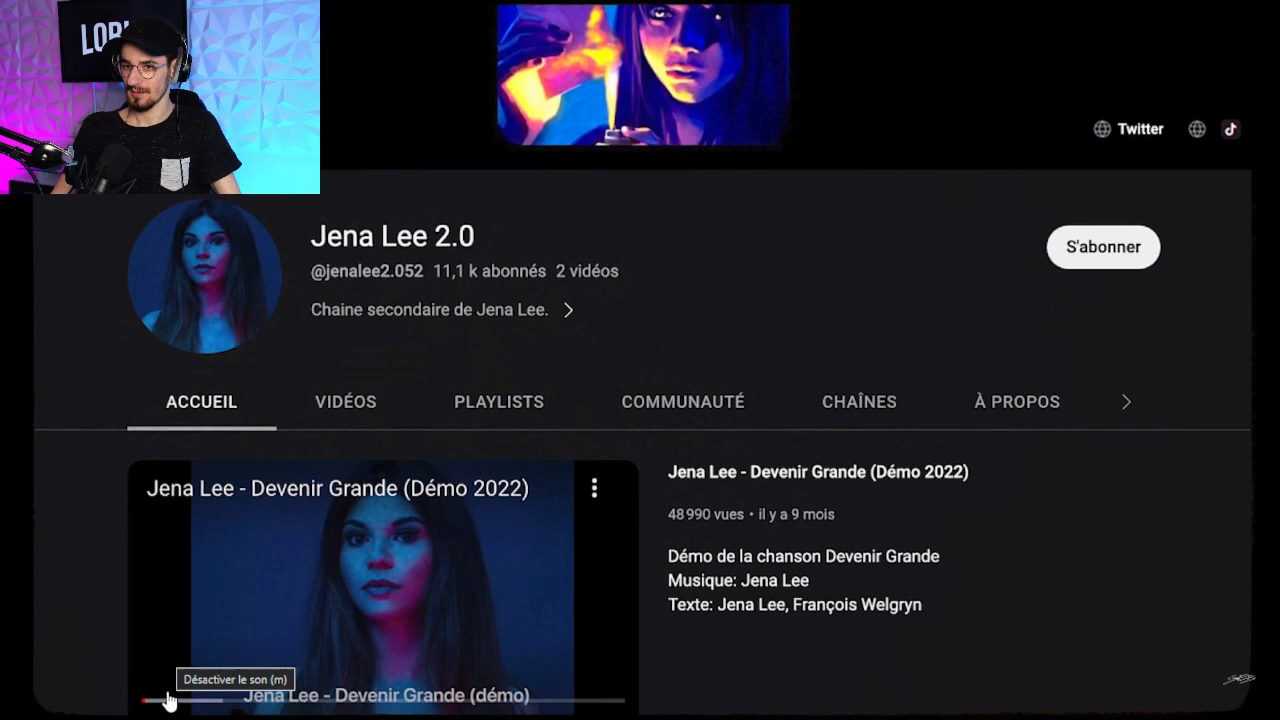 Twitter
Jena Lee 2.0
@jenalee2.052 11,1 k abonnés 2 vidéos
S'abonner
Chaine secondaire de Jena Lee.
ACCUEIL VIDÉOS PLAYLISTS COMMUNAUTÉ CHAÎNES À PROPOS
Jena Lee - Devenir Grande (Démo 2022)
Jena Lee - Devenir Grande (Démo 2022)
48 990 vues • il y a 9 mois
Démo de la chanson Devenir Grande
Musique: Jena Lee
Texte: Jena Lee, François Welgryn
Désactiver le son (m)
Jena Lee - Devenir Grande (démo)